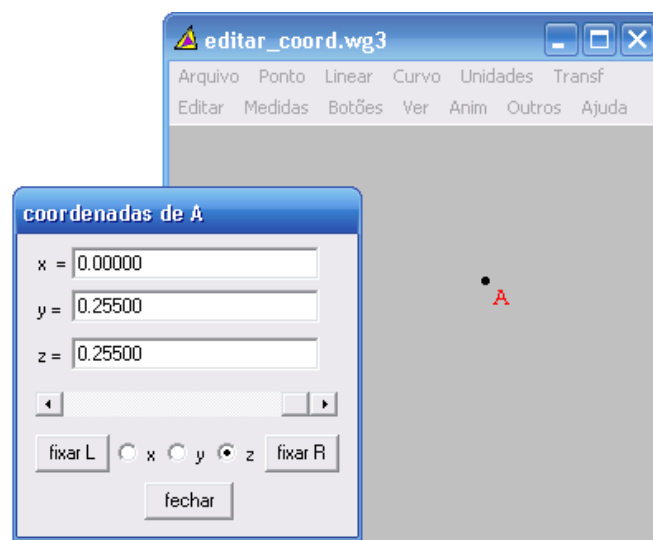 editar_coord.wg3
Arquivo Ponto Linear Curvo Unidades Transf
Editar Medidas Botões Ver Anim Outros Ajuda
A
coordenadas de A
x = 0.00000
y = 0.25500
z = 0.25500
fixar L x y z fixar R
fechar